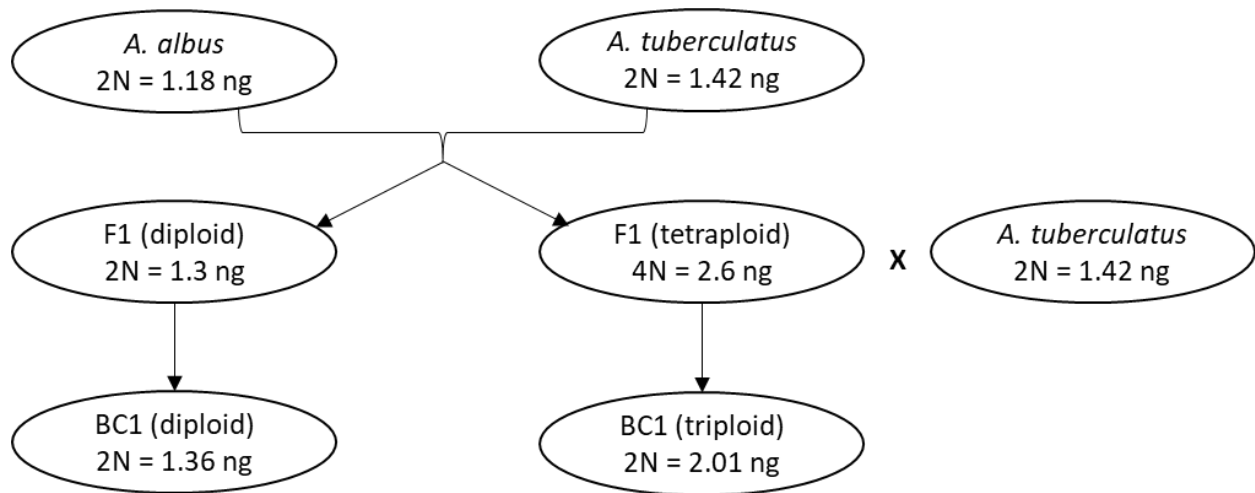 A. albus
2N = 1.18 ng
A. tuberculatus
2N = 1.42 ng
F1 (diploid)
2N = 1.3 ng
F1 (tetraploid)
4N = 2.6 ng
X
A. tuberculatus
2N = 1.42 ng
BC1 (diploid)
2N = 1.36 ng
BC1 (triploid)
2N = 2.01 ng